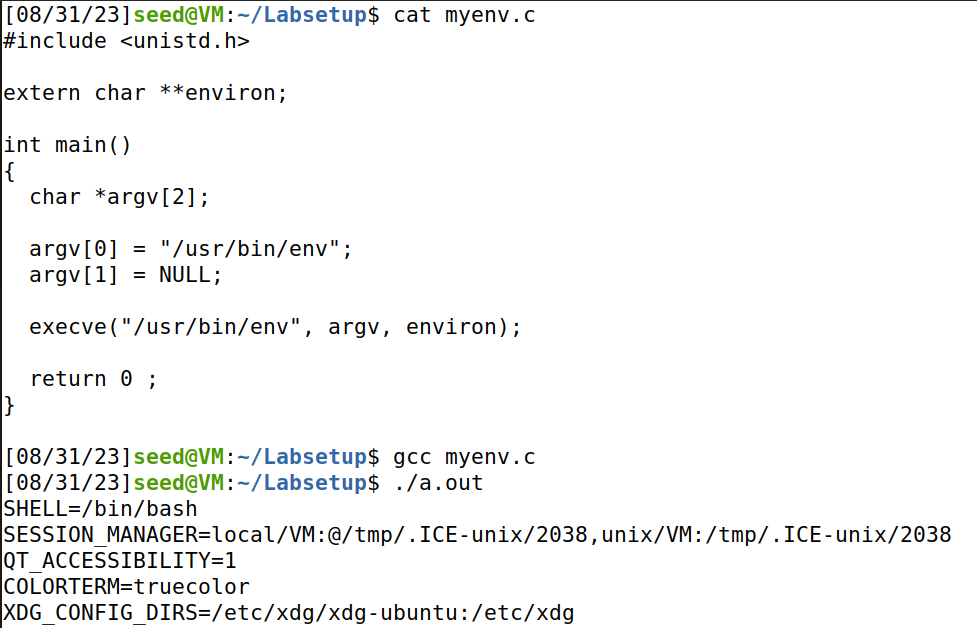 [08/31/23]seed@VM:~/Labsetup$ cat myenv.c
#include <unistd.h>
extern char **environ;
int main()
{
  char *argv[2];
  argv[0] = "/usr/bin/env";
  argv[1] = NULL;
  execve("/usr/bin/env", argv, environ);
  return 0 ;
}
[08/31/23]seed@VM:~/Labsetup$ gcc myenv.c
[08/31/23]seed@VM:~/Labsetup$ ./a.out
SHELL=/bin/bash
SESSION_MANAGER=local/VM:@/tmp/.ICE-unix/2038,unix/VM:/tmp/.ICE-unix/2038
QT_ACCESSIBILITY=1
COLORTERM=truecolor
XDG_CONFIG_DIRS=/etc/xdg/xdg-ubuntu:/etc/xdg